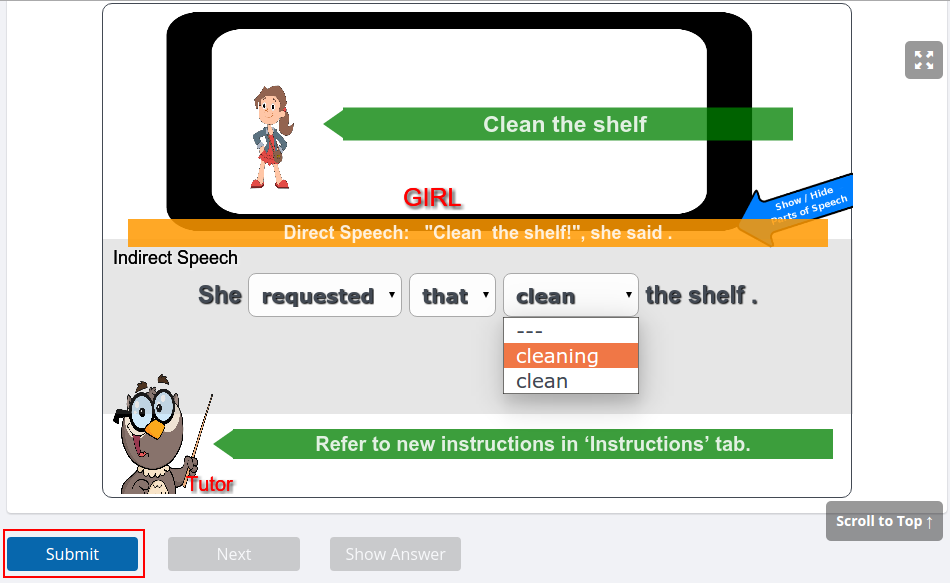 Clean the shelf
GIRL
Show / Hide
Parts of Speech
Direct Speech: "Clean the shelf!", she said .
Indirect Speech
She requested that clean the shelf .
---
cleaning
clean
Refer to new instructions in ‘Instructions’ tab.
Tutor
Scroll to Top ↑
Submit Next Show Answer